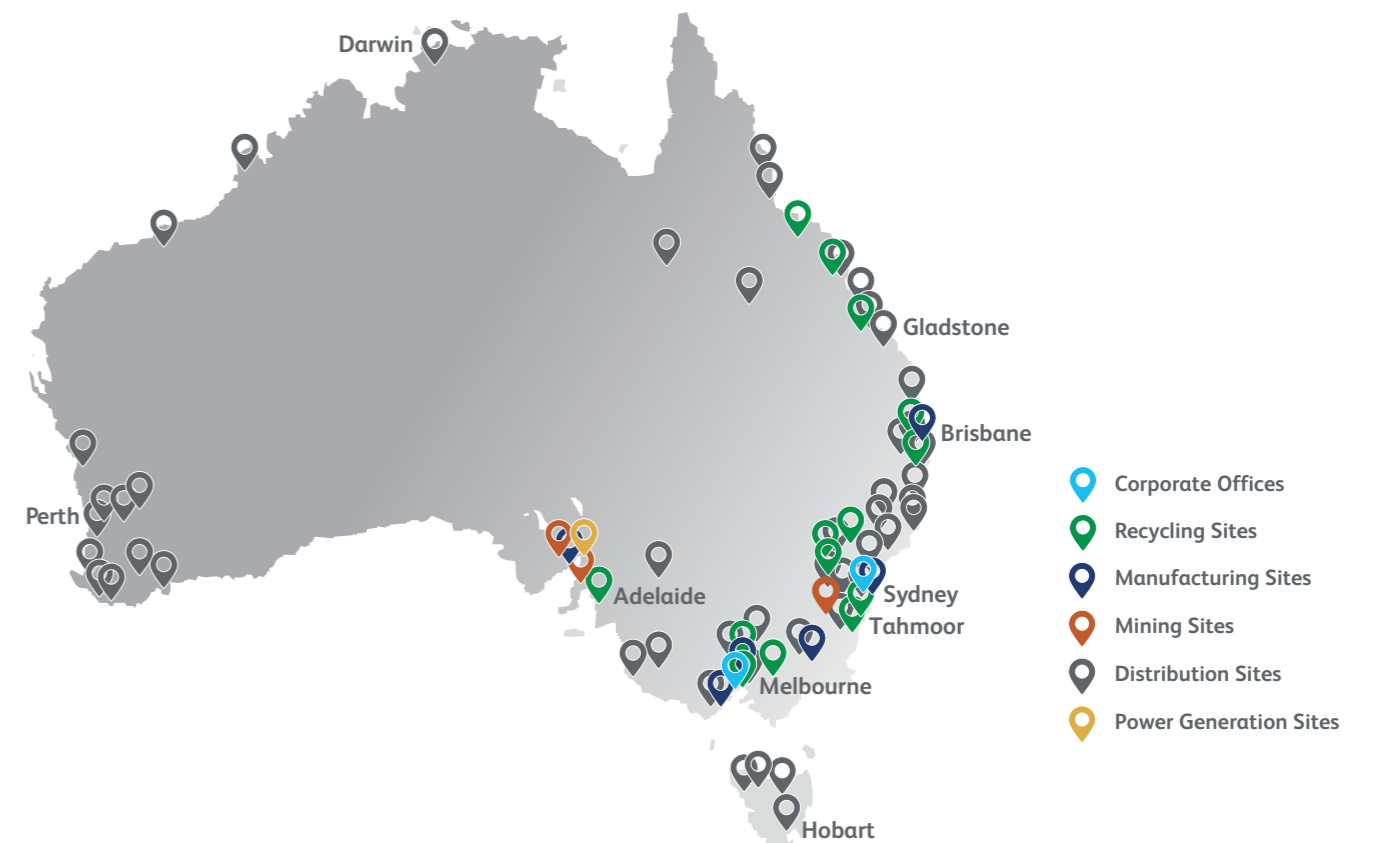 Darwin
Gladstone
Brisbane
Perth
Adelaide
Sydney
Tahmoor
Melbourne
Hobart
Corporate Offices
Recycling Sites
Manufacturing Sites
Mining Sites
Distribution Sites
Power Generation Sites